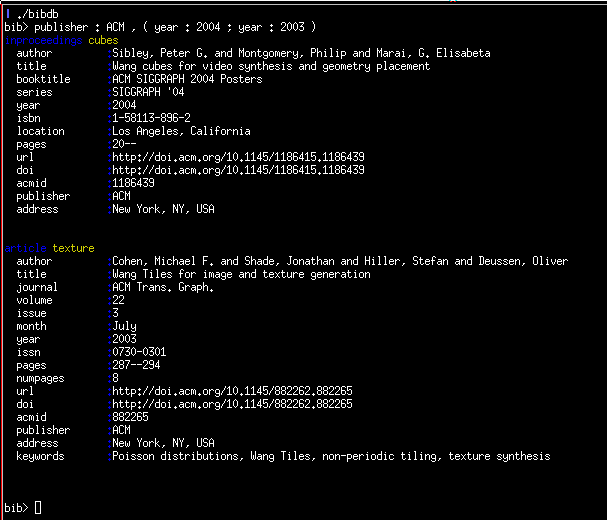 | ./bibdb
bib> publisher : ACM , ( year : 2004 ; year : 2003 )
inproceedings cubes
author :Sibley, Peter G. and Montgomery, Philip and Marai, G. Elisabeta
title :Wang cubes for video synthesis and geometry placement
booktitle :ACM SIGGRAPH 2004 Posters
series :SIGGRAPH '04
year :2004
isbn :1-58113-896-2
location :Los Angeles, California
pages :20--
url :http://doi.acm.org/10.1145/1186415.1186439
doi :http://doi.acm.org/10.1145/1186415.1186439
acmid :1186439
publisher :ACM
address :New York, NY, USA
article texture
author :Cohen, Michael F. and Shade, Jonathan and Hiller, Stefan and Deussen, Oliver
title :Wang Tiles for image and texture generation
journal :ACM Trans. Graph.
volume :22
issue :3
month :July
year :2003
issn :0730-0301
pages :287--294
numpages :8
url :http://doi.acm.org/10.1145/882262.882265
doi :http://doi.acm.org/10.1145/882262.882265
acmid :882265
publisher :ACM
address :New York, NY, USA
keywords :Poisson distributions, Wang Tiles, non-periodic tiling, texture synthesis
bib>